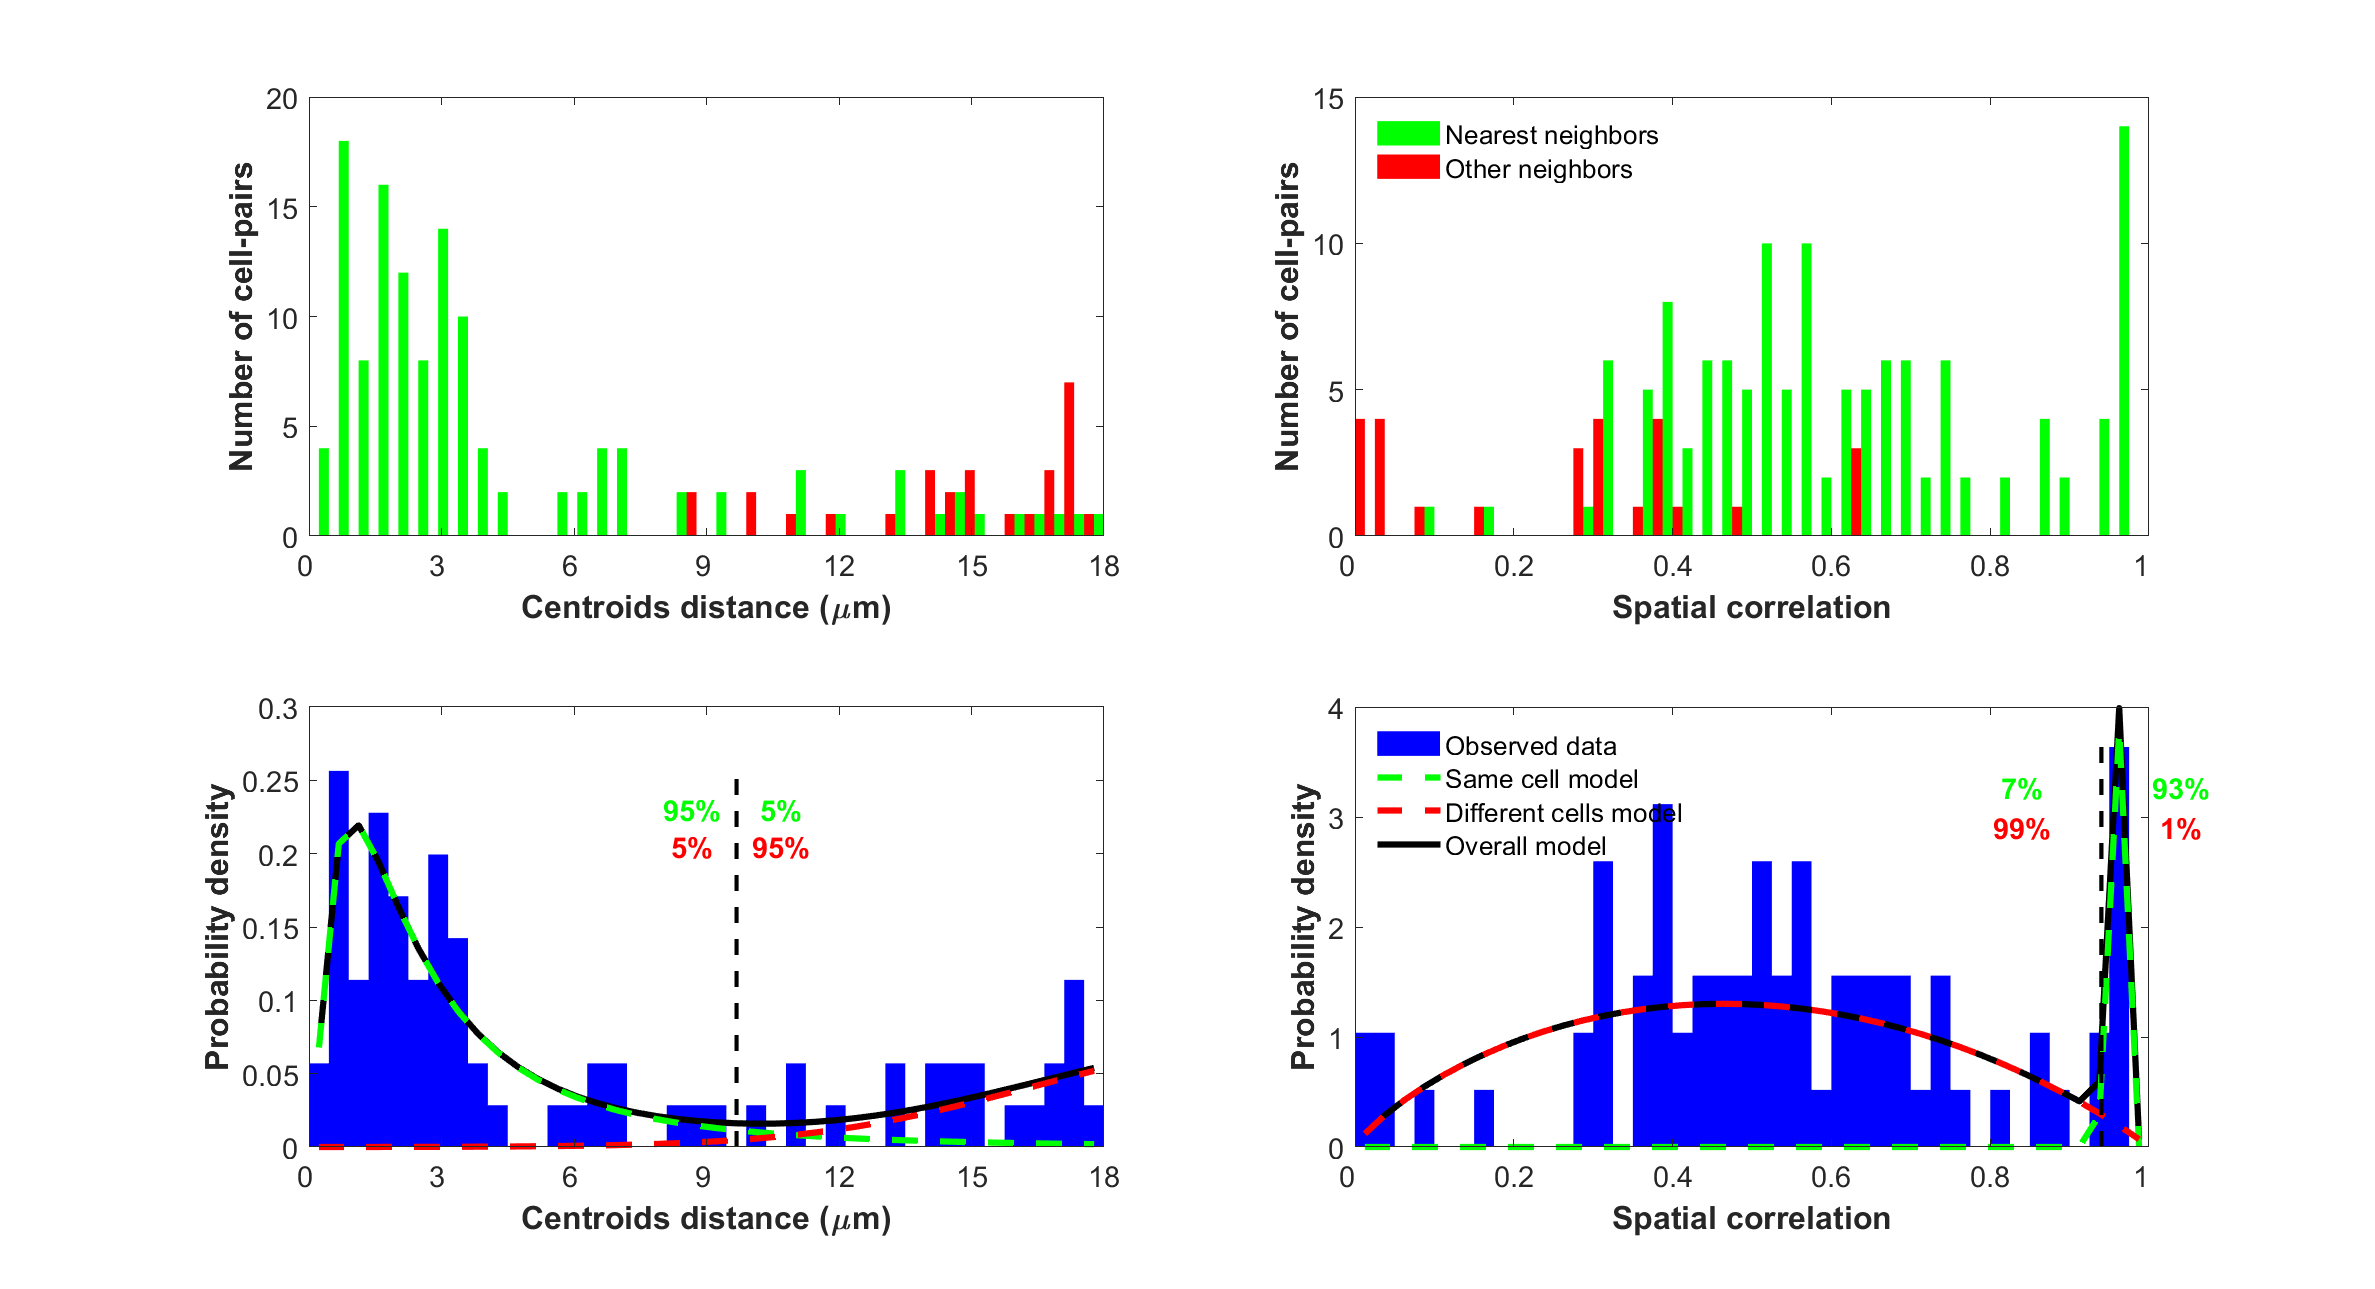 20
15
10
5
0
0 3 6 9 12 15 18
Number of cell-pairs
Centroids distance (μm)
15
10
5
0
0 0.2 0.4 0.6 0.8 1
Number of cell-pairs
Spatial correlation
Nearest neighbors
Other neighbors
0.3
0.25
0.2
0.15
0.1
0.05
0
0 3 6 9 12 15 18
Probability density
Centroids distance (μm)
95% 5%
5% 95%
4
3
2
1
0
0 0.2 0.4 0.6 0.8 1
Probability density
Spatial correlation
Observed data
Same cell model
Different cells model
Overall model
7% 93%
99% 1%